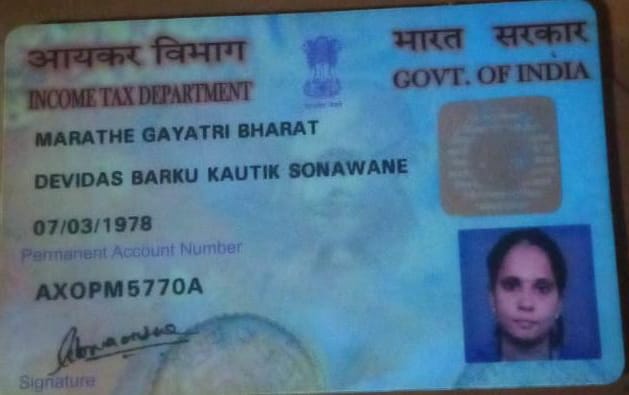 आयकर विभाग
भारत सरकार
INCOME TAX DEPARTMENT
GOVT. OF INDIA
MARATHE GAYATRI BHARAT
DEVIDAS BARKU KAUTIK SONAWANE
07/03/1978
Permanent Account Number
AXOPM5770A
Signature